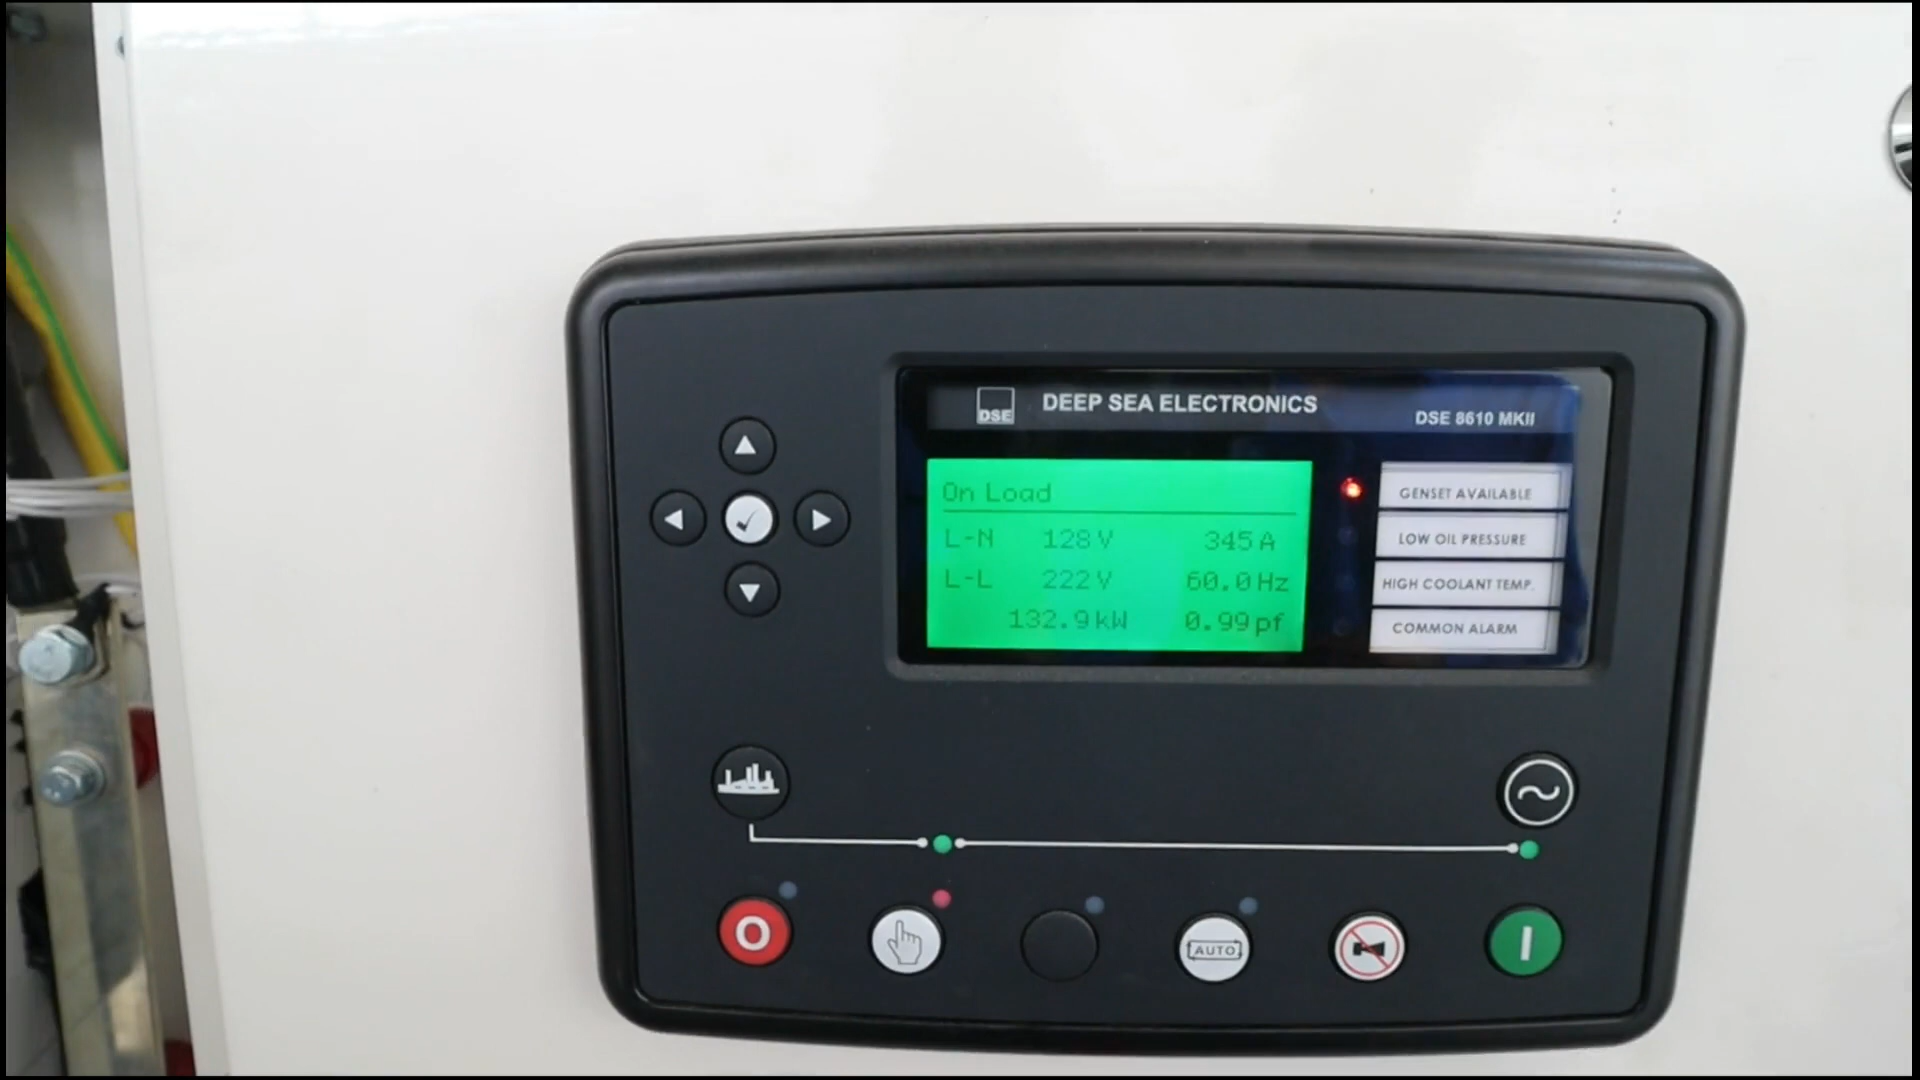 DSE DEEP SEA ELECTRONICS
DSE 8610 MKII
On Load
L-N 128 V 345 A
L-L 222 V 60.0 Hz
132.9 kW 0.99 pf
GENSET AVAILABLE
LOW OIL PRESSURE
HIGH COOLANT TEMP.
COMMON ALARM
O
AUTO
I